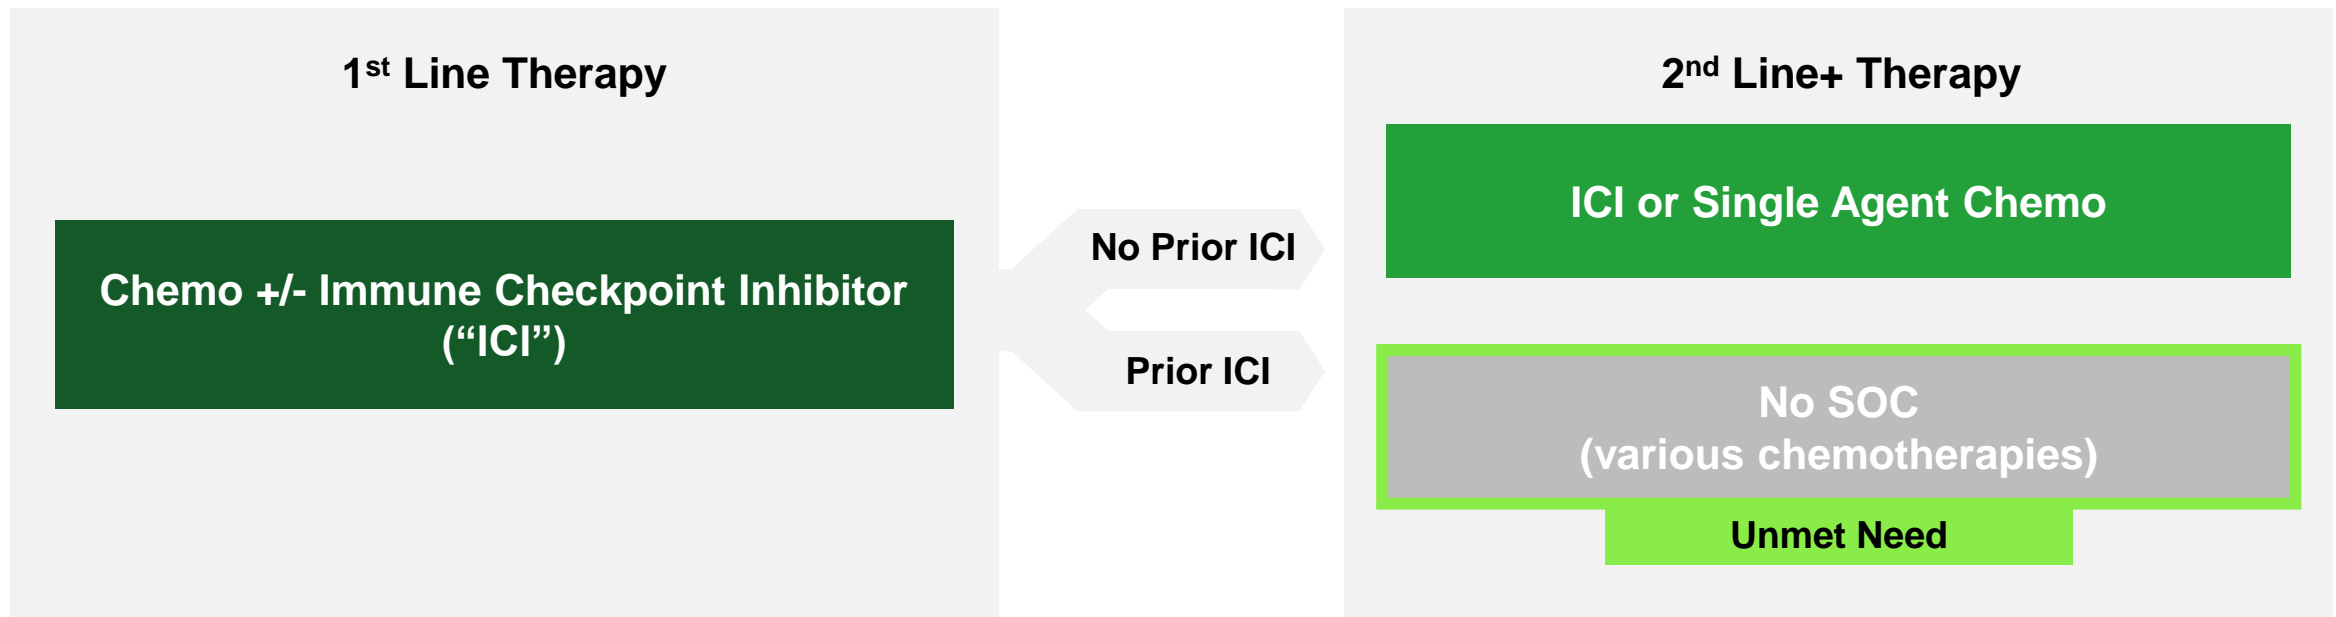 1st Line Therapy
Chemo +/- Immune Checkpoint Inhibitor
(“ICI”)
No Prior ICI
Prior ICI
2nd Line+ Therapy
ICI or Single Agent Chemo
No SOC
(various chemotherapies)
Unmet Need